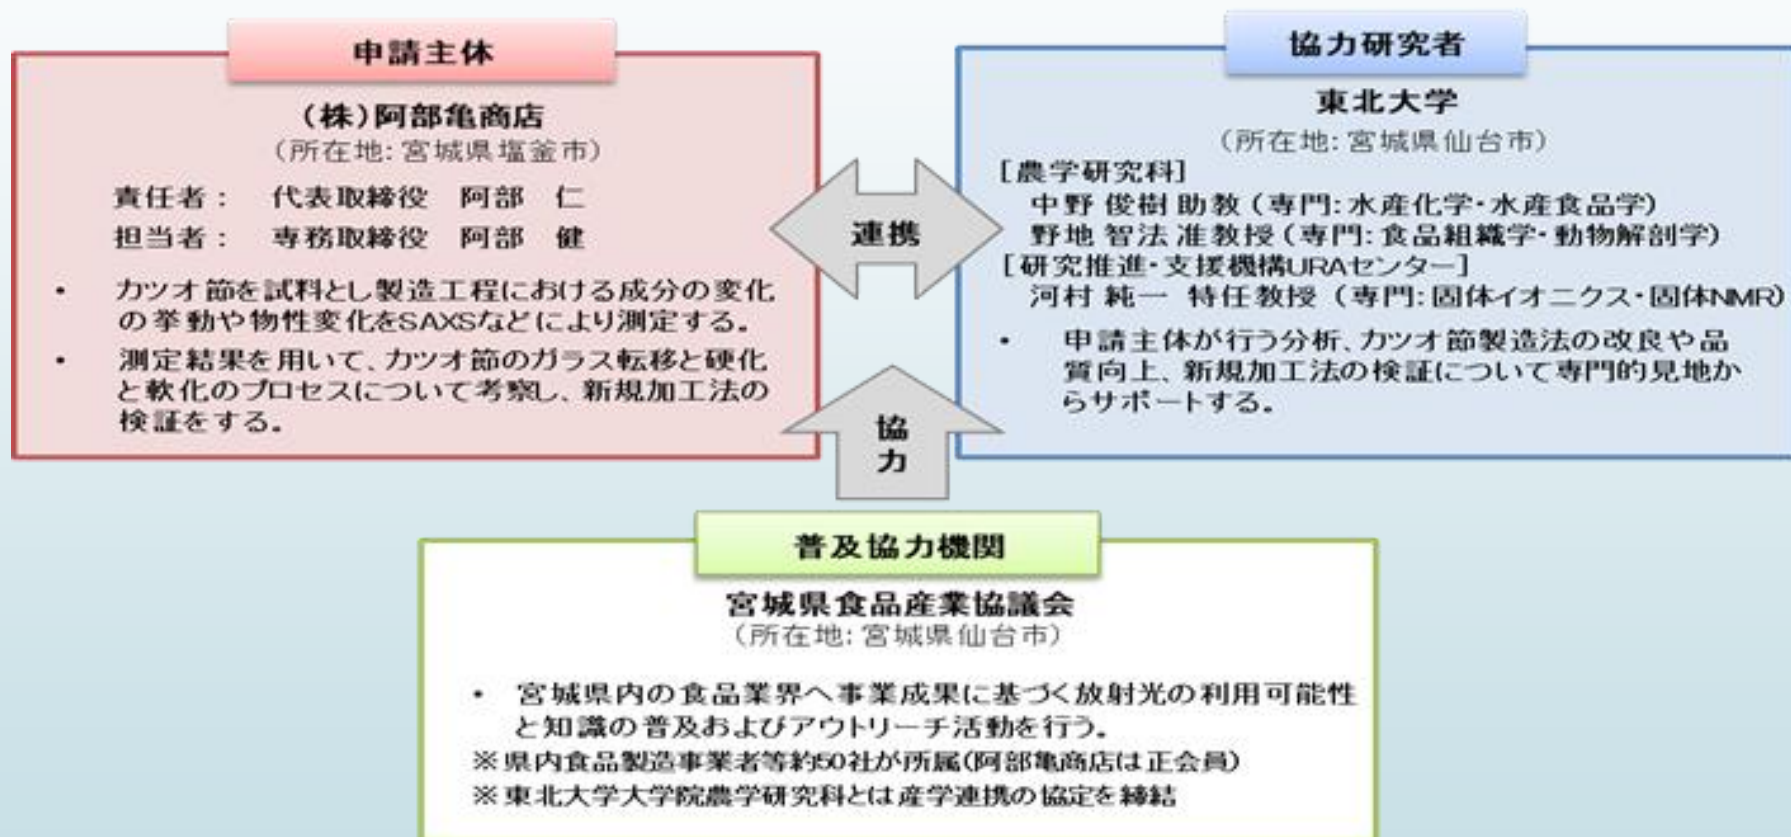 申請主体
(株)阿部亀商店
(所在地: 宮城県塩釜市)
責任者: 代表取締役 阿部 仁
担当者: 専務取締役 阿部 健
・ カツオ節を試料とし製造工程における成分の変化
の挙動や物性変化をSAXSなどにより測定する。
・ 測定結果を用いて、カツオ節のガラス転移と硬化
と軟化のプロセスについて考察し、新規加工法の
検証をする。
連携
協力研究者
東北大学
(所在地: 宮城県仙台市)
[農学研究科]
中野 俊樹 助教 (専門: 水産化学・水産食品学)
野地 智法 准教授 (専門: 食品組織学・動物解剖学)
[研究推進・支援機構URAセンター]
河村 純一 特任教授 (専門: 固体イオニクス・固体NMR)
・ 申請主体が行う分析、カツオ節製造法の改良や品
質向上、新規加工法の検証について専門的見地か
らサポートする。
協
力
普及協力機関
宮城県食品産業協議会
(所在地: 宮城県仙台市)
・ 宮城県内の食品業界へ事業成果に基づく放射光の利用可能性
と知識の普及およびアウトリーチ活動を行う。
※県内食品製造事業者等約50社が所属(阿部亀商店は正会員)
※東北大学大学院農学研究科とは産学連携の協定を締結